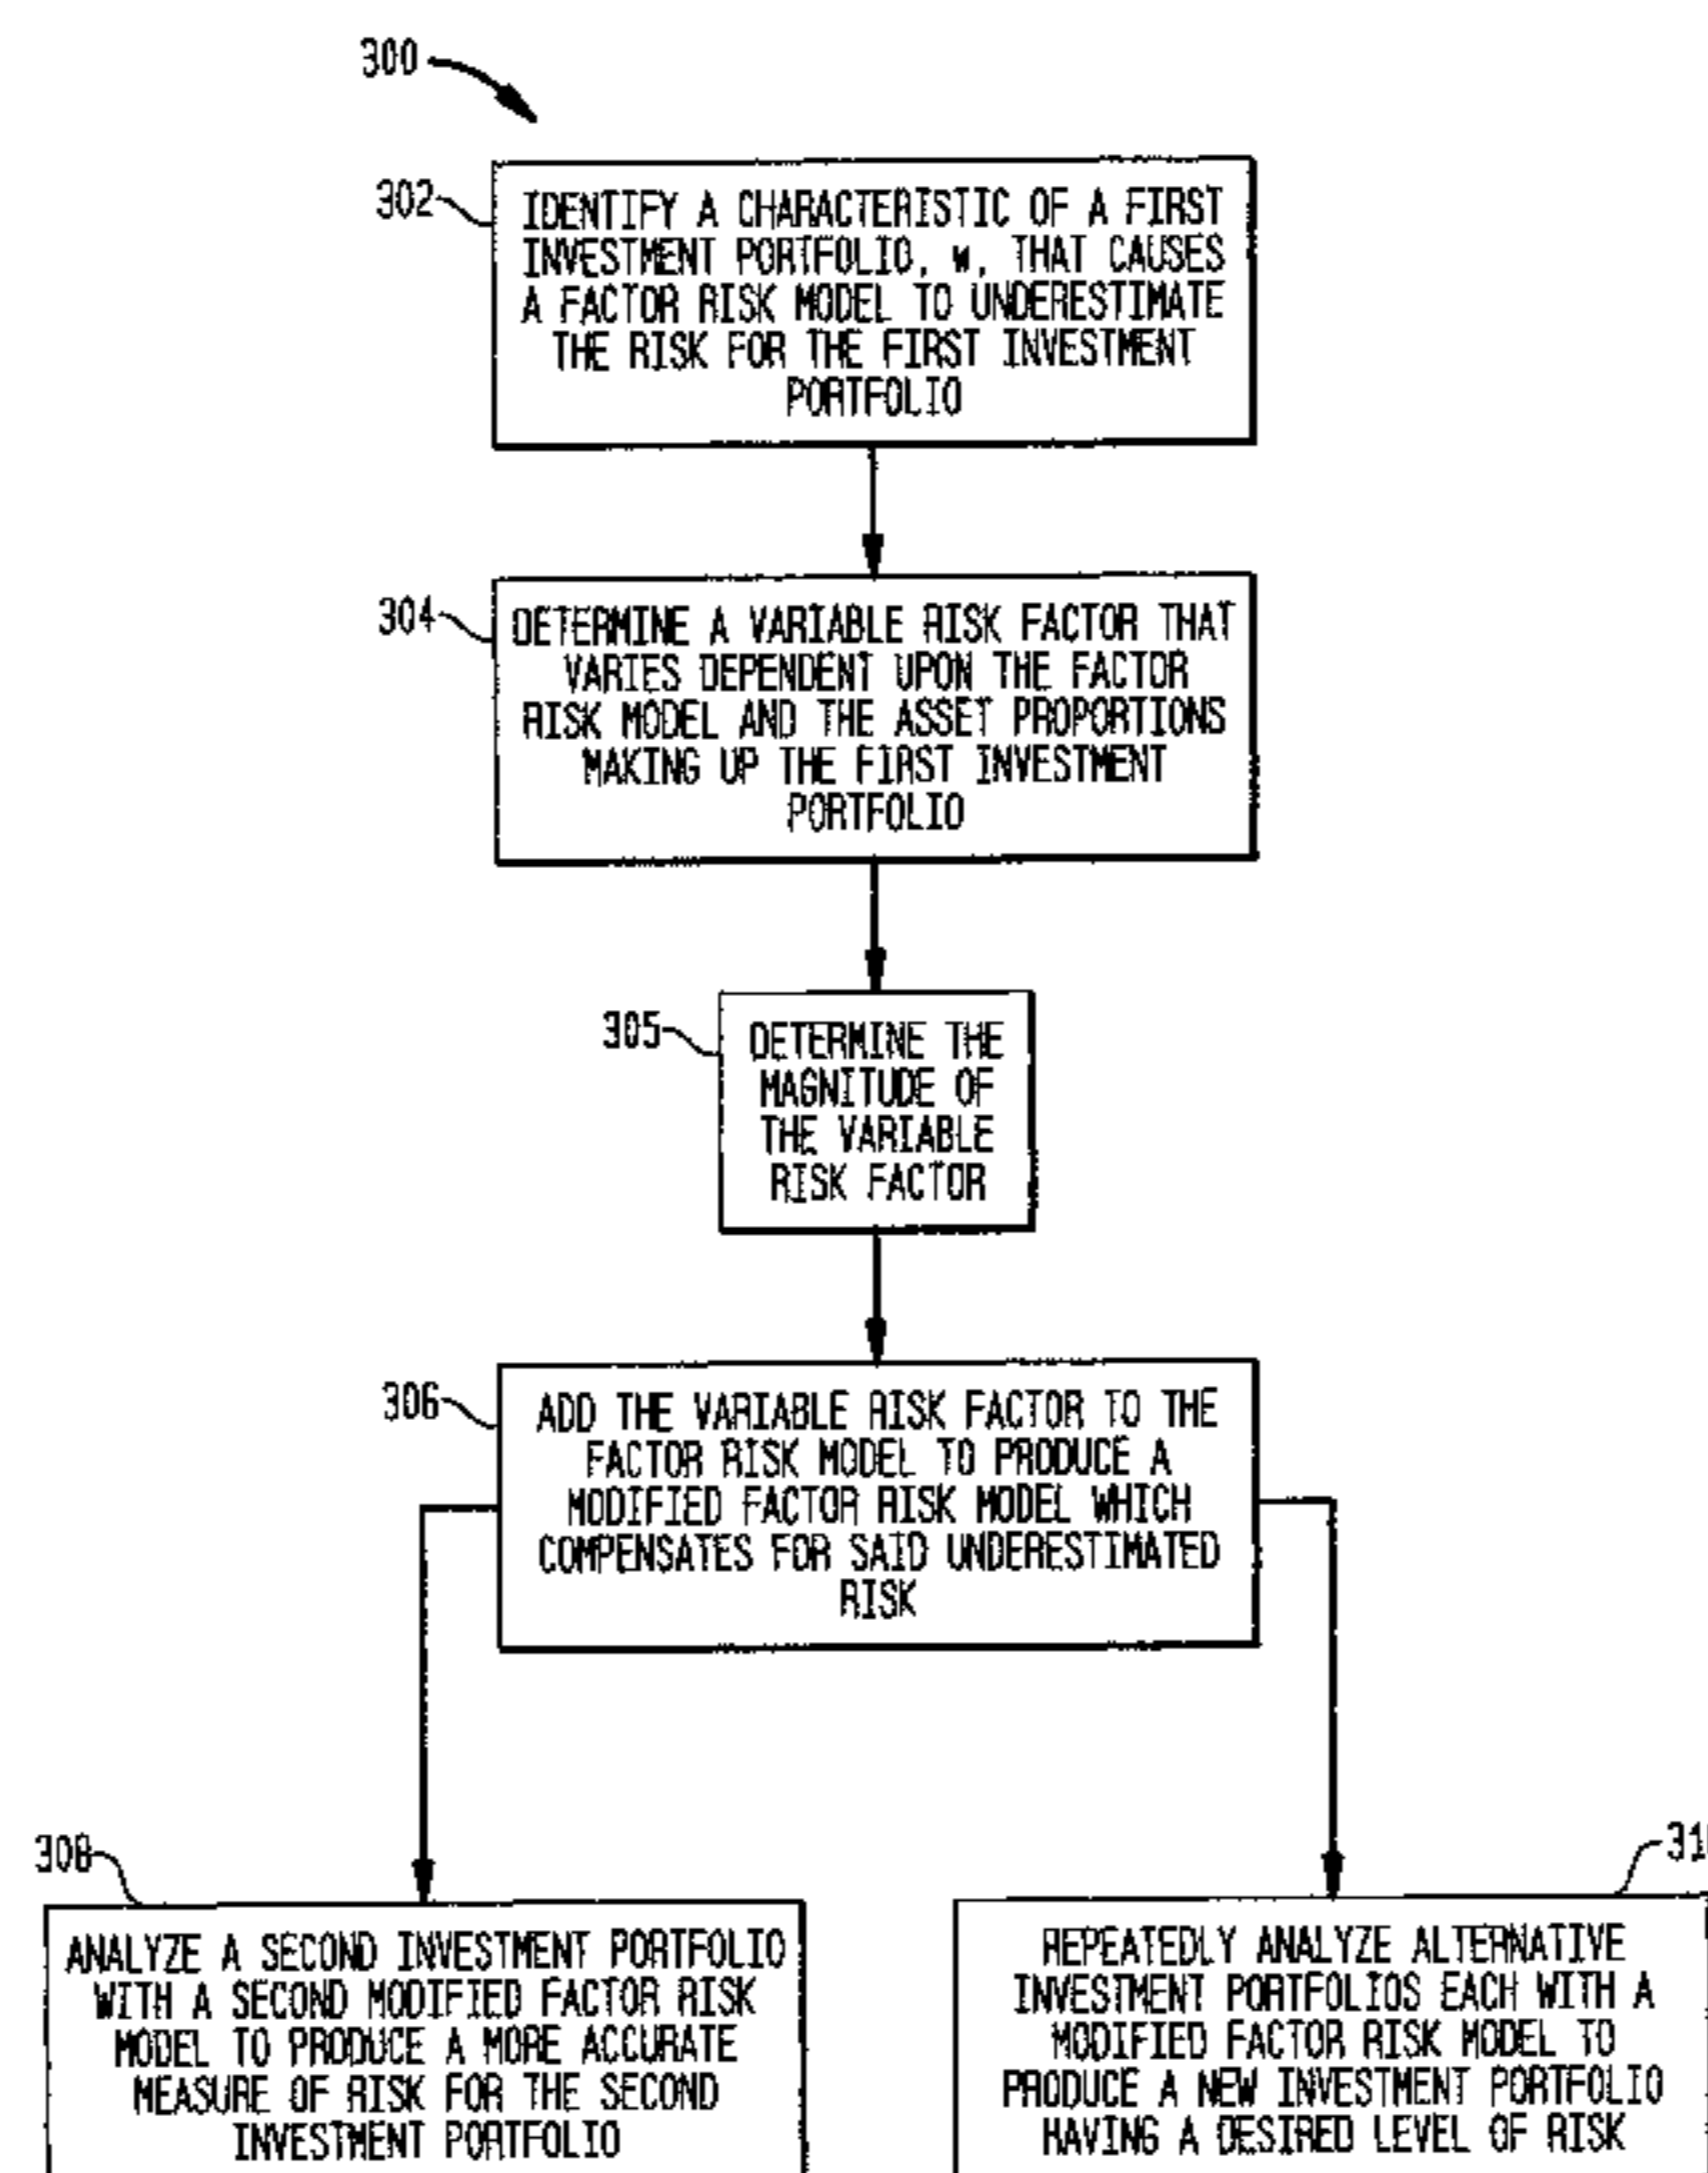 300
302
IDENTIFY A CHARACTERISTIC OF A FIRST
INVESTMENT PORTFOLIO, w, THAT CAUSES
A FACTOR RISK MODEL TO UNDERESTIMATE
THE RISK FOR THE FIRST INVESTMENT
PORTFOLIO
304
DETERMINE A VARIABLE RISK FACTOR THAT
VARIES DEPENDENT UPON THE FACTOR
RISK MODEL AND THE ASSET PROPORTIONS
MAKING UP THE FIRST INVESTMENT
PORTFOLIO
305
DETERMINE THE
MAGNITUDE OF
THE VARIABLE
RISK FACTOR
306
ADD THE VARIABLE RISK FACTOR TO THE
FACTOR RISK MODEL TO PRODUCE A
MODIFIED FACTOR RISK MODEL WHICH
COMPENSATES FOR SAID UNDERESTIMATED
RISK
308
ANALYZE A SECOND INVESTMENT PORTFOLIO
WITH A SECOND MODIFIED FACTOR RISK
MODEL TO PRODUCE A MORE ACCURATE
MEASURE OF RISK FOR THE SECOND
INVESTMENT PORTFOLIO
REPEATEDLY ANALYZE ALTERNATIVE
INVESTMENT PORTFOLIOS EACH WITH A
MODIFIED FACTOR RISK MODEL TO
PRODUCE A NEW INVESTMENT PORTFOLIO
HAVING A DESIRED LEVEL OF RISK